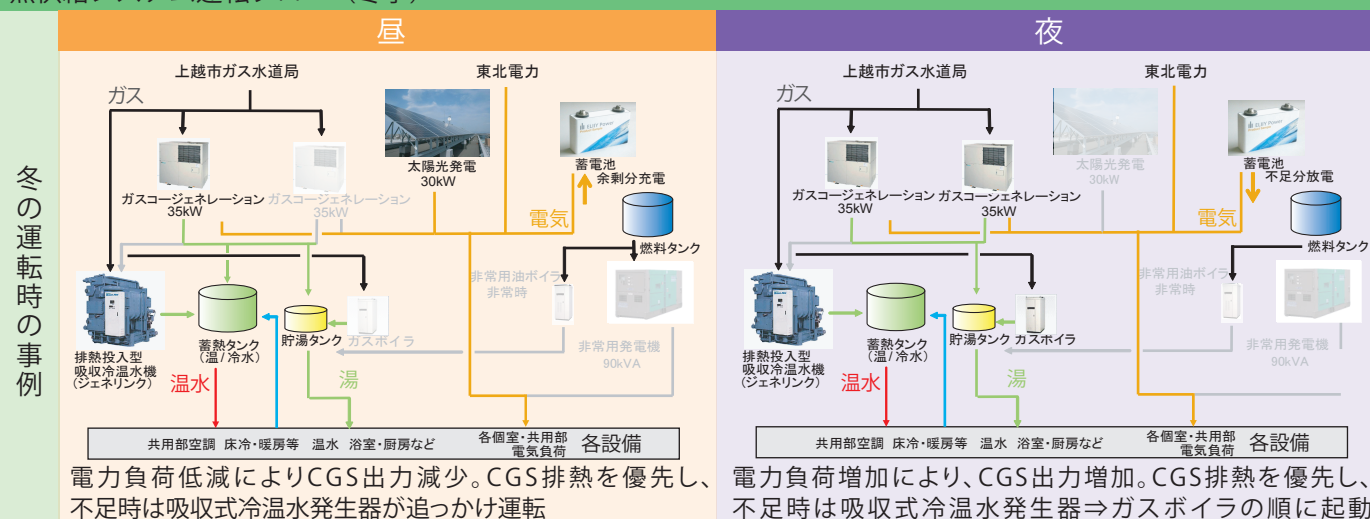 昼
夜
冬の運転時の事例
上越市ガス水道局
東北電力
ガス
太陽光発電
30kW
蓄電池
余剰分充電
ガスコージェネレーション
35kW
ガスコージェネレーション
35kW
電気
燃料タンク
非常用油ボイラ
非常時
排熱投入型
吸収冷温水機
(ジェネリンク)
蓄熱タンク
(温/冷水)
貯湯タンク
ガスボイラ
非常用発電機
90kVA
温水
湯
共用部空調 床冷・暖房等 温水 浴室・厨房など
各個室・共用部
電気負荷
各設備
電力負荷低減によりCGS出力減少。CGS排熱を優先し、
不足時は吸収式冷温水発生器が追っかけ運転
上越市ガス水道局
東北電力
ガス
太陽光発電
30kW
蓄電池
不足分放電
ガスコージェネレーション
35kW
ガスコージェネレーション
35kW
電気
燃料タンク
非常用油ボイラ
非常時
排熱投入型
吸収冷温水機
(ジェネリンク)
蓄熱タンク
(温/冷水)
貯湯タンク
ガスボイラ
非常用発電機
90kVA
温水
湯
共用部空調 床冷・暖房等 温水 浴室・厨房など
各個室・共用部
電気負荷
各設備
電力負荷増加により、CGS出力増加。CGS排熱を優先し、
不足時は吸収式冷温水発生器⇒ガスボイラの順に起動